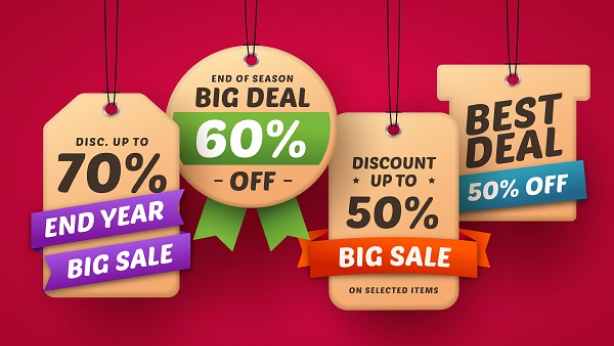 DISC. UP TO
70%
END YEAR
BIG SALE
END OF SEASON
BIG DEAL
60%
- OFF -
DISCOUNT
★ UP TO ★
50%
BIG SALE
ON SELECTED ITEMS
BEST
DEAL
50% OFF